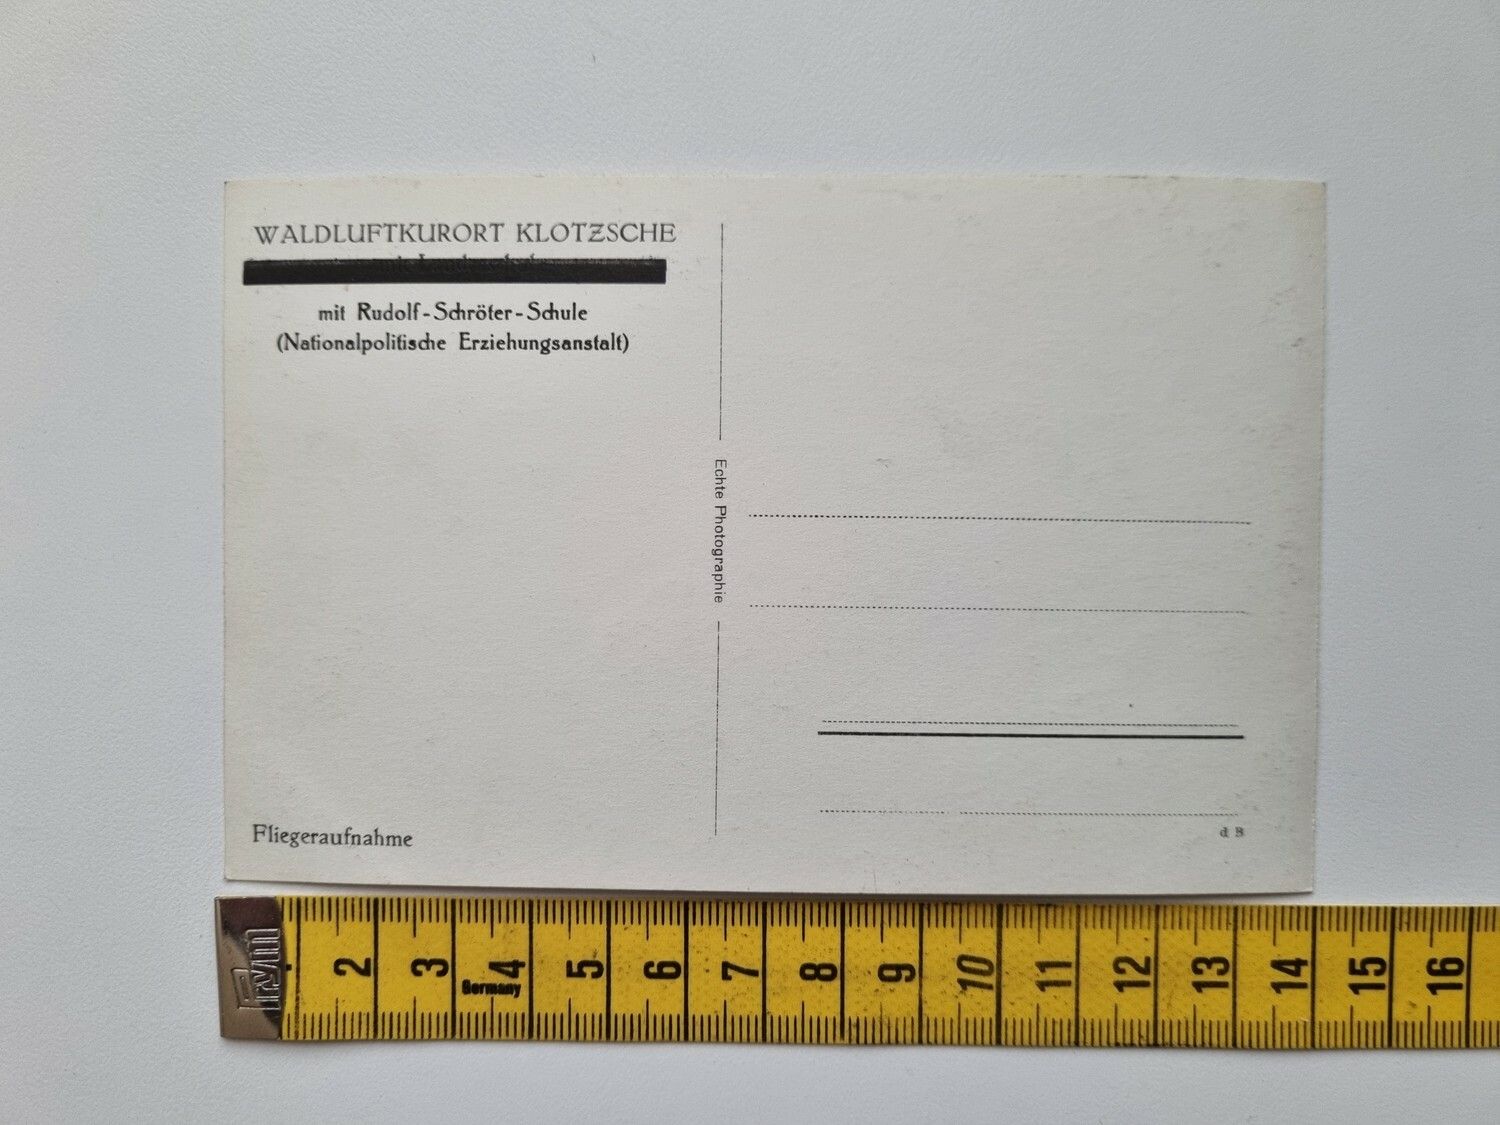 WALDLUFTKURORT KLOTZSCHE
mit Rudolf-Schröter-Schule
(Nationalpolitische Erziehungsanstalt)
Echte Photographie
Fliegeraufnahme
d B
Prym
2 3 4 5 6 7 8 9 10 11 12 13 14 15 16
Germany